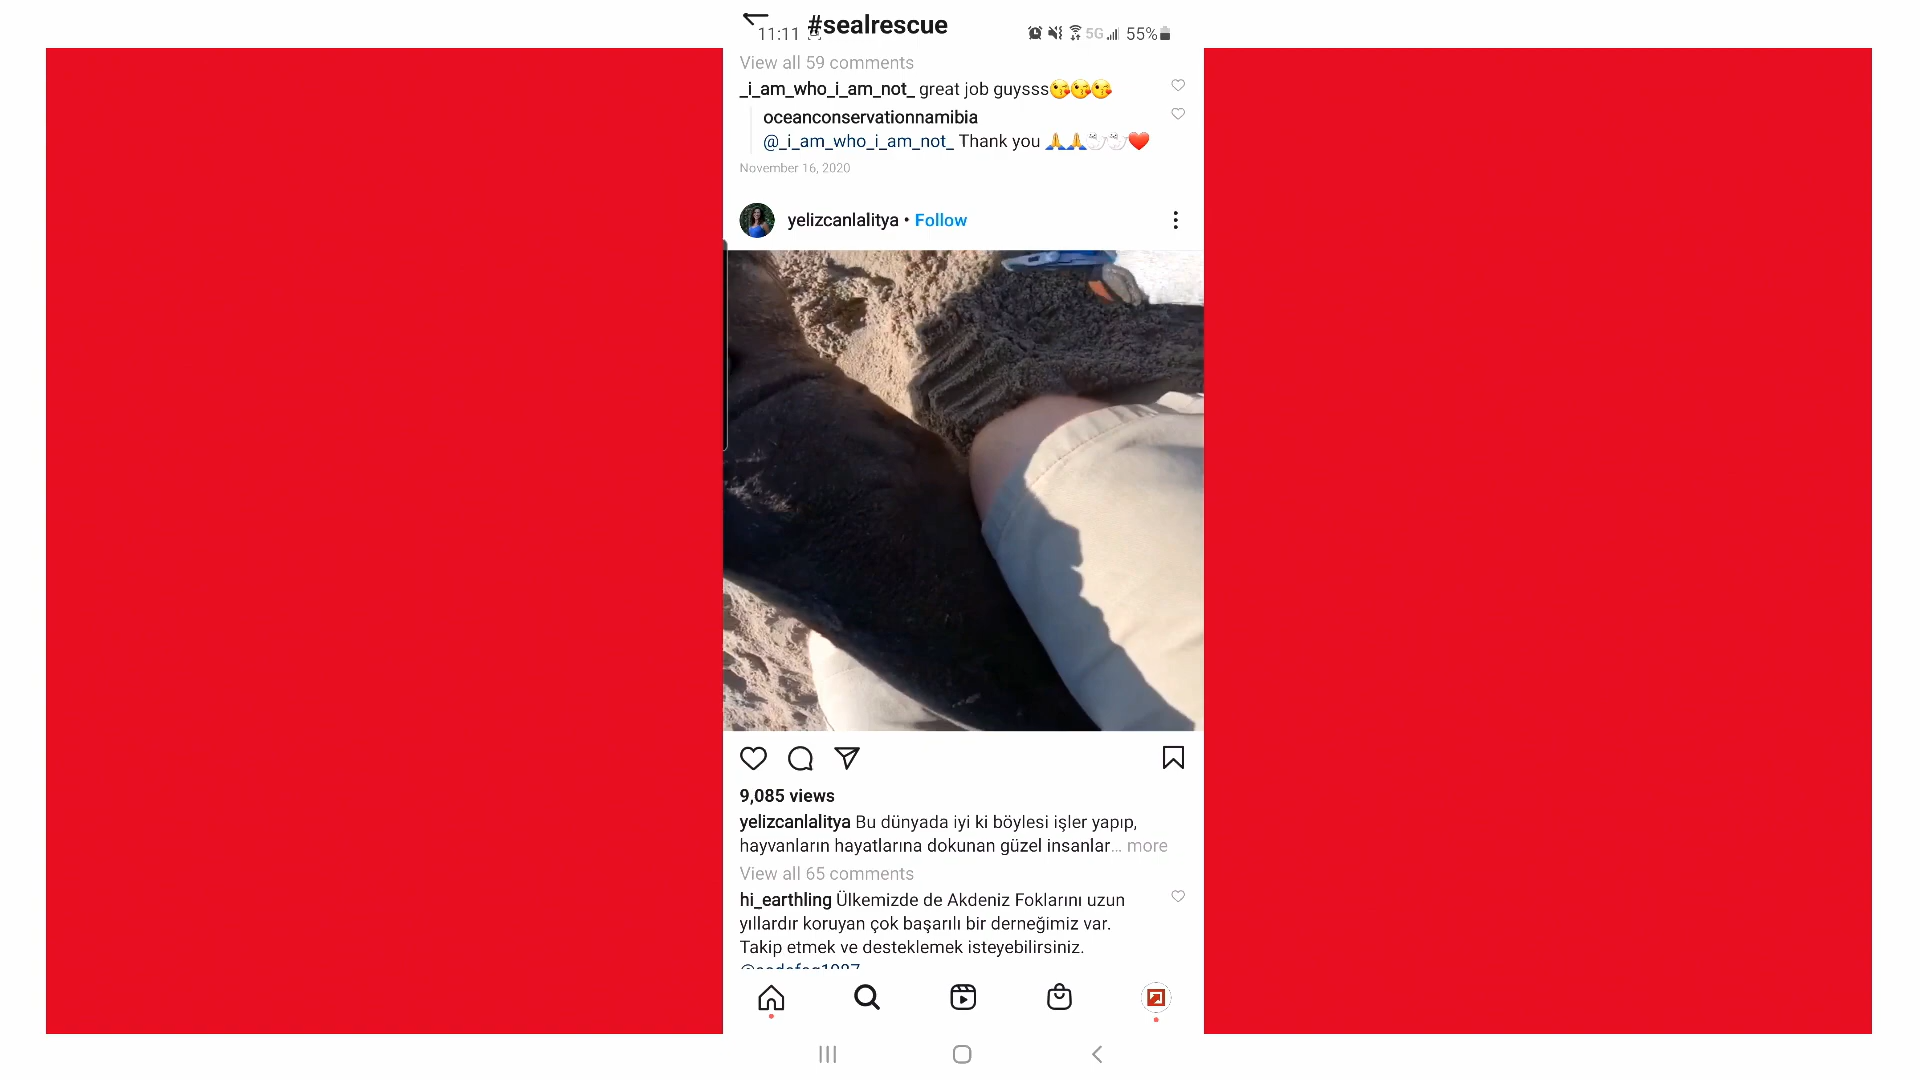 #sealrescue
11:11
5G 55%
View all 59 comments
_i_am_who_i_am_not_ great job guysss😘😘😘
oceanconservationnamibia
@_i_am_who_i_am_not_ Thank you 🙏🙏🦭🦭❤️
November 16, 2020
yelizcanlalitya • Follow
9,085 views
yelizcanlalitya Bu dünyada iyi ki böylesi işler yapıp,
hayvanların hayatlarına dokunan güzel insanlar... more
View all 65 comments
hi_earthling Ülkemizde de Akdeniz Foklarını uzun
yıllardır koruyan çok başarılı bir derneğimiz var.
Takip etmek ve desteklemek isteyebilirsiniz.